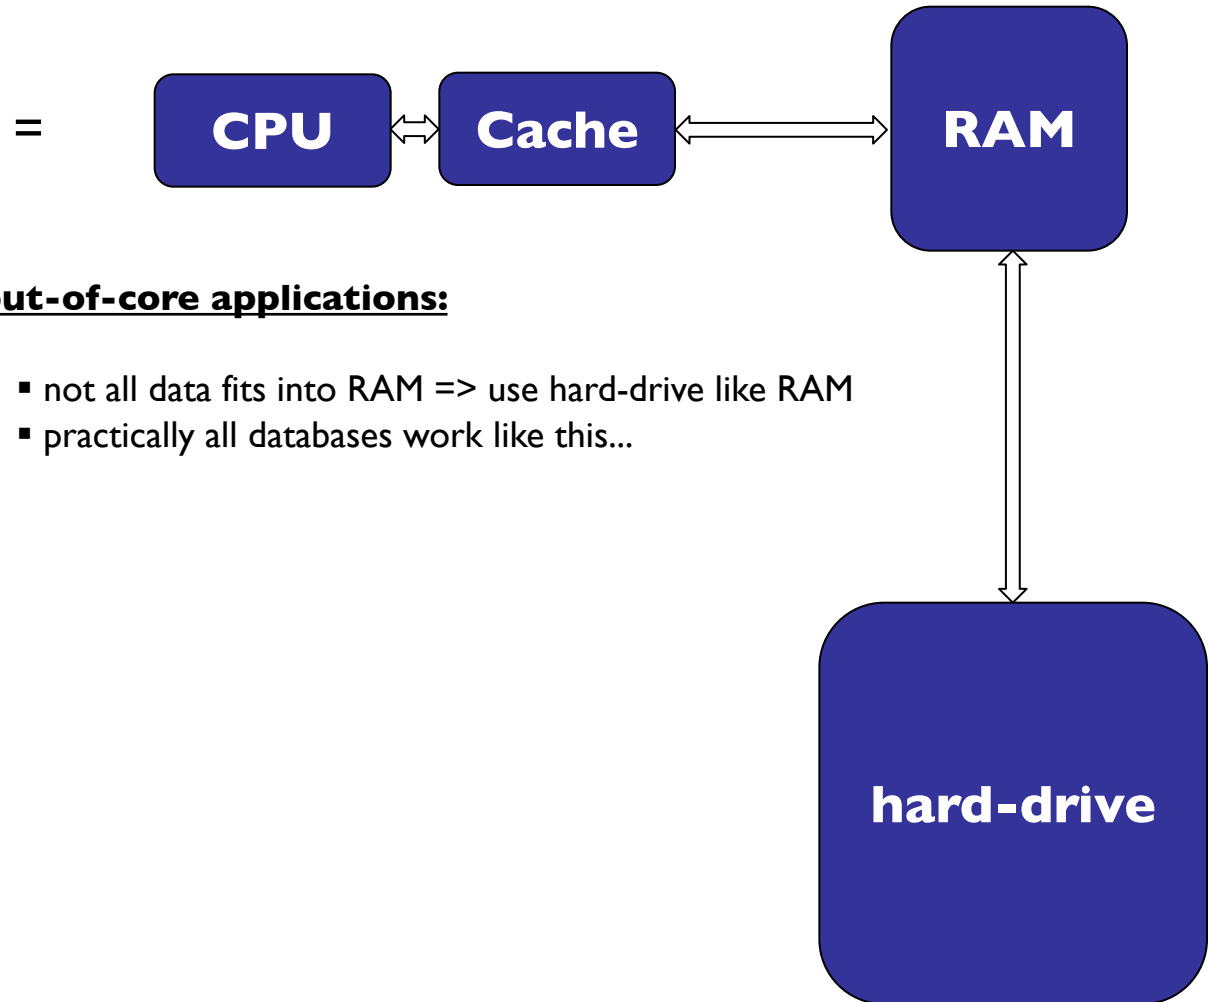 = CPU Cache RAM
out-of-core applications:
▪ not all data fits into RAM => use hard-drive like RAM
▪ practically all databases work like this...
hard-drive